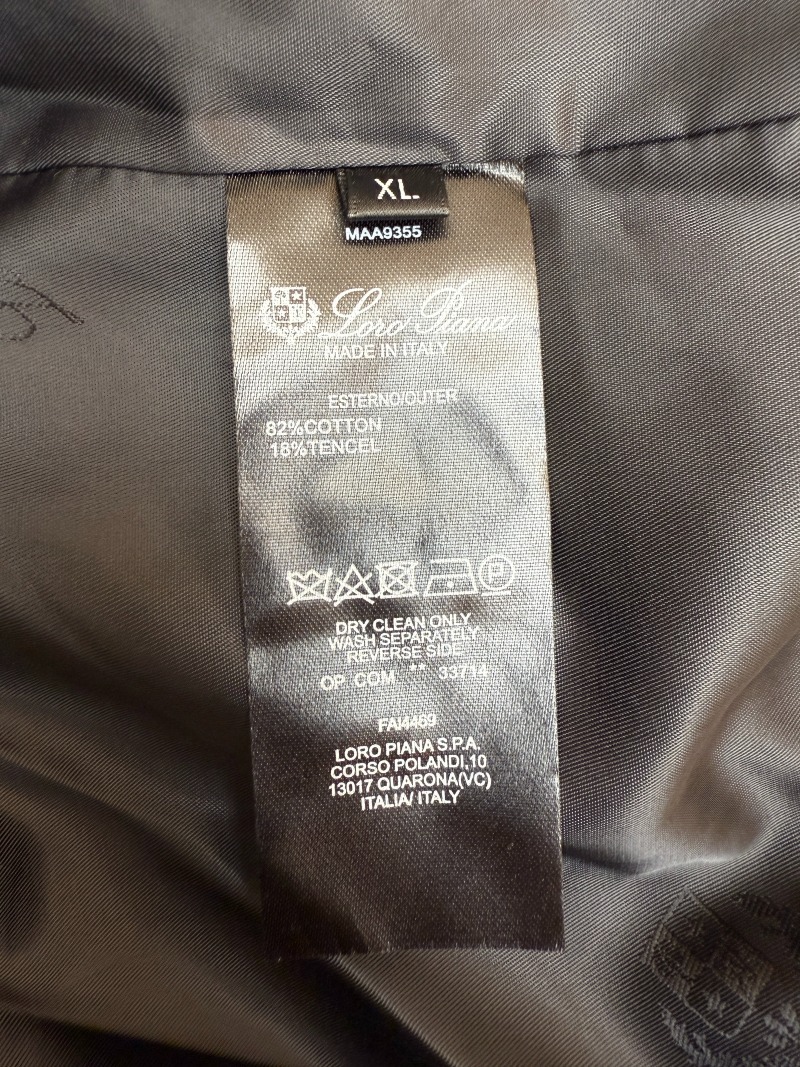 XL
MAA9355
Loro Piana
MADE IN ITALY
ESTERNO/OUTER
82%COTTON
18%TENCEL
P
DRY CLEAN ONLY
WASH SEPARATELY
REVERSE SIDE
OP COM ** 33714
FAI4469
LORO PIANA S.P.A.
CORSO POLANDI,10
13017 QUARONA(VC)
ITALIA/ ITALY